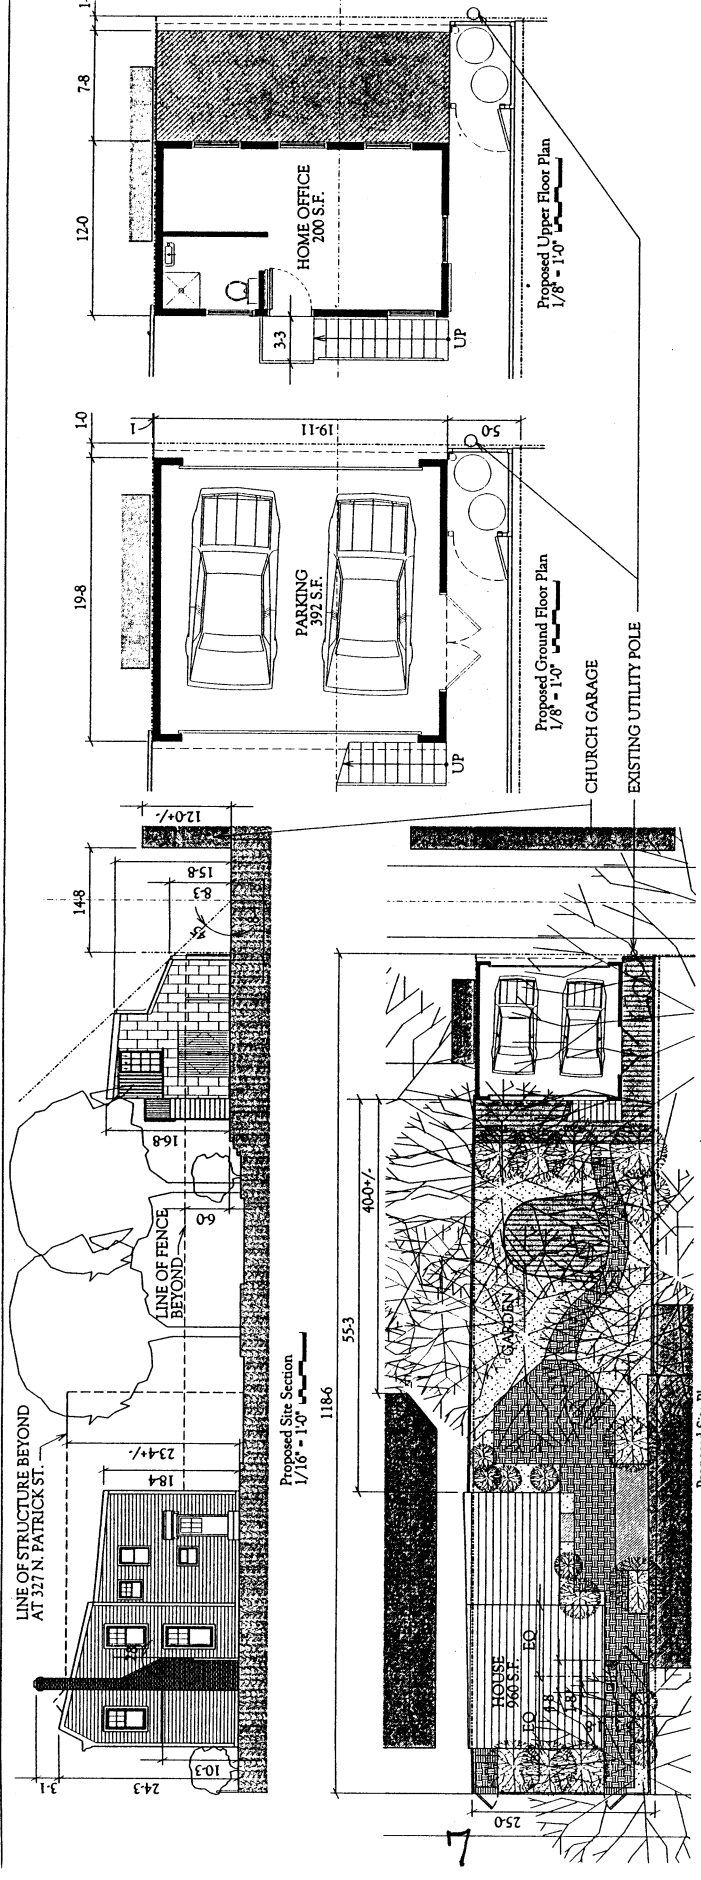 1-
7-8
12-0
HOME OFFICE
200 S.F.
3-3
UP
Proposed Upper Floor Plan
1/8" = 1'-0"
1-0
1
19-11
5-0
19-8
PARKING
392 S.F.
UP
Proposed Ground Floor Plan
1/8" = 1'-0"
CHURCH GARAGE
EXISTING UTILITY POLE
12-0+/-
14-8
15-8
8-3
16-8
6-0
LINE OF FENCE
BEYOND
LINE OF STRUCTURE BEYOND
AT 327 N. PATRICK ST.
23-4+/-
18-4
3-1
24-3
10-3
Proposed Site Section
1/16" = 1'-0"
118-6
55-3
40-0+/-
GARDEN
HOUSE
960 S.F.
EQ
EQ
25-0
7